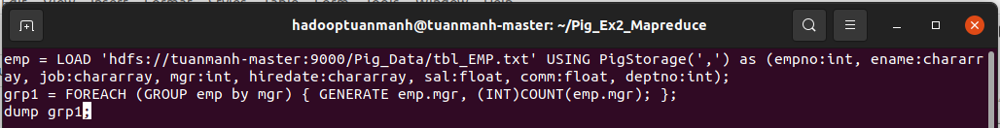 hadooptuanmanh@tuanmanh-master: ~/Pig_Ex2_Mapreduce
emp = LOAD 'hdfs://tuanmanh-master:9000/Pig_Data/tbl_EMP.txt' USING PigStorage(',') as (empno:int, ename:charar
ray, job:chararray, mgr:int, hiredate:chararray, sal:float, comm:float, deptno:int);
grp1 = FOREACH (GROUP emp by mgr) { GENERATE emp.mgr, (INT)COUNT(emp.mgr); };
dump grp1;